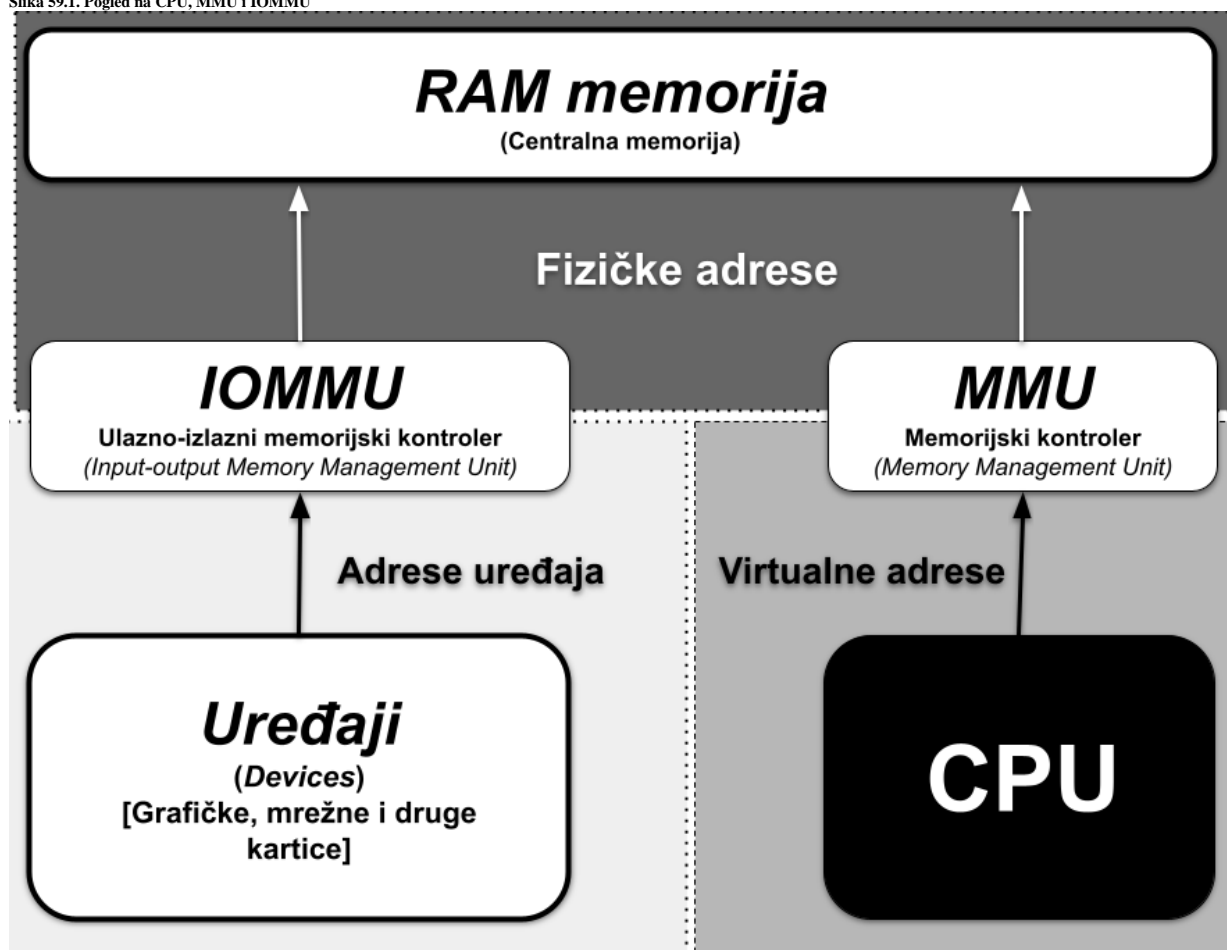 Slika 59.1. Pogled na CPU, MMU i IOMMU
RAM memorija
(Centralna memorija)
Fizičke adrese
IOMMU
Ulazno-izlazni memorijski kontroler
(Input-output Memory Management Unit)
MMU
Memorijski kontroler
(Memory Management Unit)
Adrese uređaja
Virtualne adrese
Uređaji
(Devices)
[Grafičke, mrežne i druge
kartice]
CPU